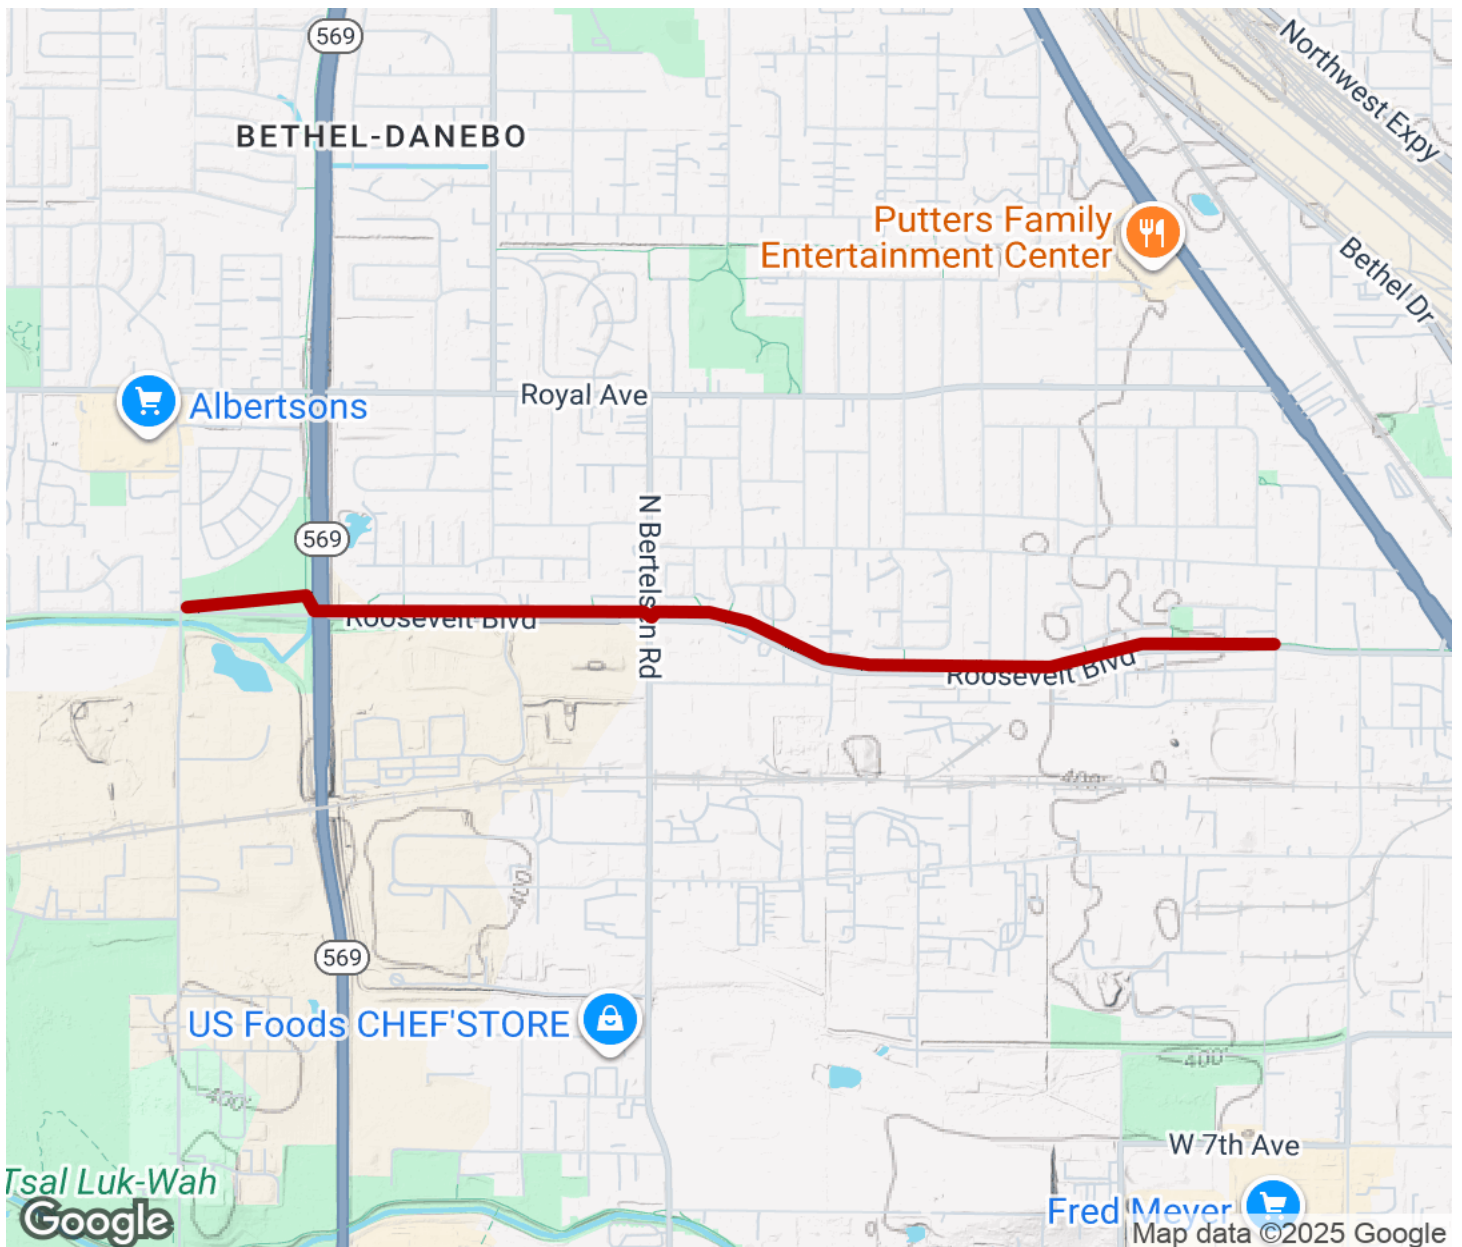 569
Northwest Expy
BETHEL-DANEBO
Putters Family
Entertainment Center
Bethel Dr
Royal Ave
Albertsons
N Bertelsen Rd
569
Roosevelt Blvd
Roosevelt Blvd
400'
400'
569
US Foods CHEF'STORE
400'
400'
W 7th Ave
Tsal Luk-Wah
Fred Meyer
Google
Map data ©2025 Google